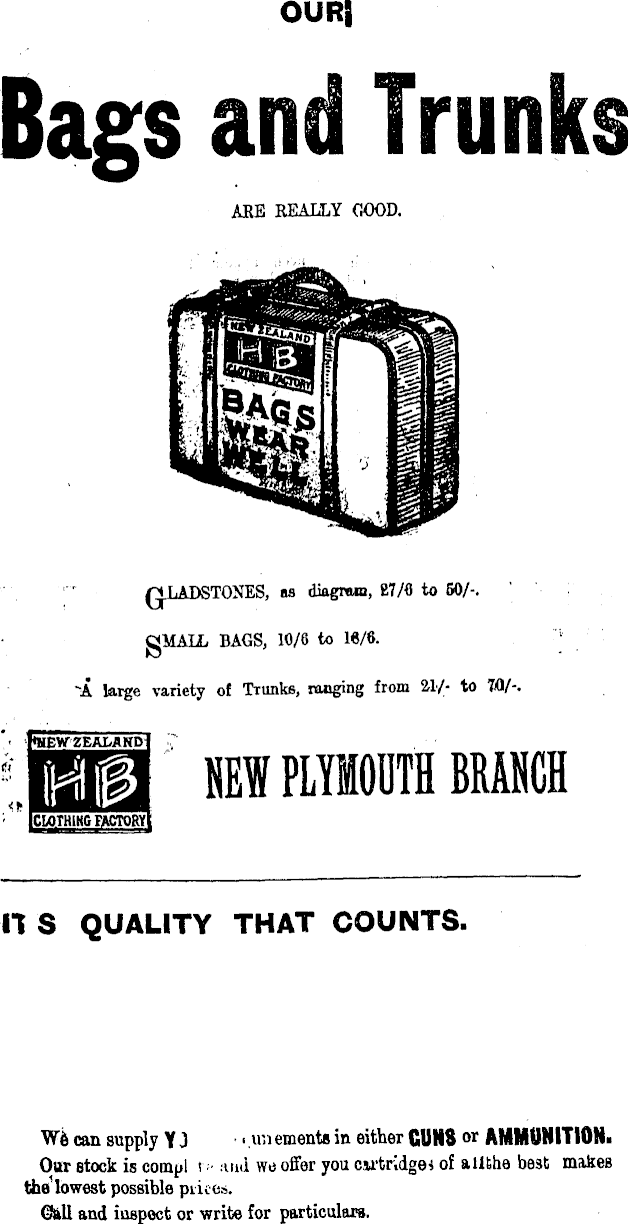 OUR
Bags and Trunks
ARE REALLY GOOD.
NEW ZEALAND
HB
CLOTHING FACTORY
BAGS
WEAR
WELL
GLADSTONES, as diagram, 27/6 to 50/-.
SMALL BAGS, 10/6 to 16/6.
A large variety of Trunks, ranging from 21/- to 70/-.
NEW ZEALAND
HB
CLOTHING FACTORY
NEW PLYMOUTH BRANCH
IT S QUALITY THAT COUNTS.
We can supply in either GUNS or AMMUNITION.
Our stock is and we offer you cartridges of all the best makes
the lowest possible prices.
Call and inspect or write for particulars.